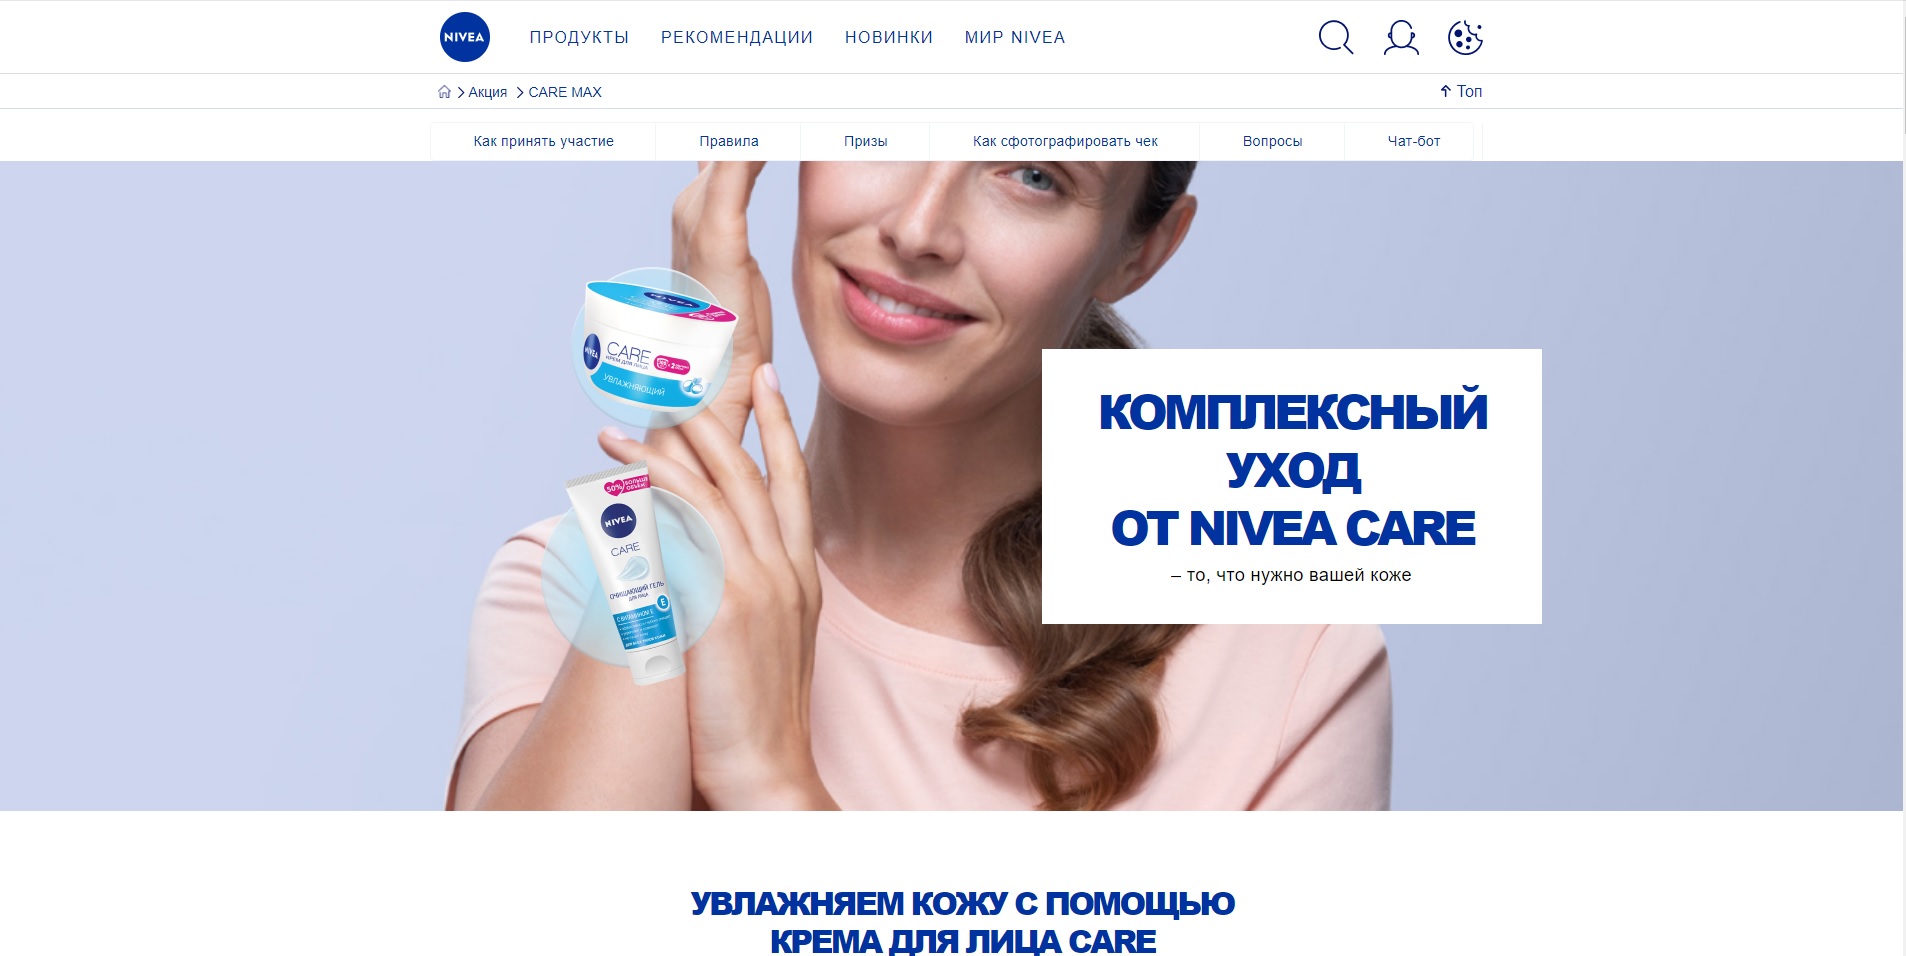 NIVEA
ПРОДУКТЫ
РЕКОМЕНДАЦИИ
НОВИНКИ
МИР NIVEA
Акция
CARE MAX
Топ
Как принять участие
Правила
Призы
Как сфотографировать чек
Вопросы
Чат-бот
NIVEA
NIVEA
CARE
КРЕМ ДЛЯ ЛИЦА
УВЛАЖНЯЮЩИЙ
50% БОЛЬШЕ
ОБЪЕМ
NIVEA
CARE
ОЧИЩАЮЩИЙ ГЕЛЬ
ДЛЯ ЛИЦА
С ВИТАМИНОМ Е
E
КОМПЛЕКСНЫЙ
УХОД
ОТ NIVEA CARE
– то, что нужно вашей коже
УВЛАЖНЯЕМ КОЖУ С ПОМОЩЬЮ
КРЕМА ДЛЯ ЛИЦА CARE